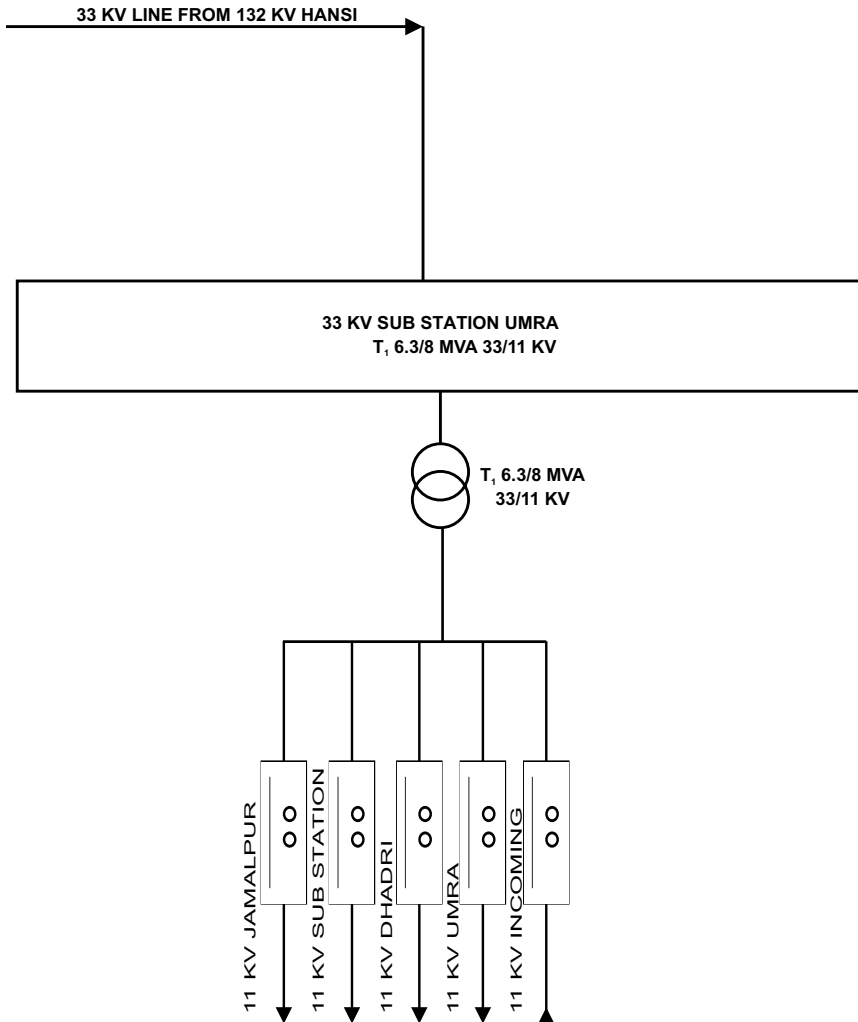 33 KV LINE FROM 132 KV HANSI
33 KV SUB STATION UMRA
T₁ 6.3/8 MVA 33/11 KV
T₁ 6.3/8 MVA
33/11 KV
11 KV JAMALPUR
11 KV SUB STATION
11 KV DHADRI
11 KV UMRA
11 KV INCOMING